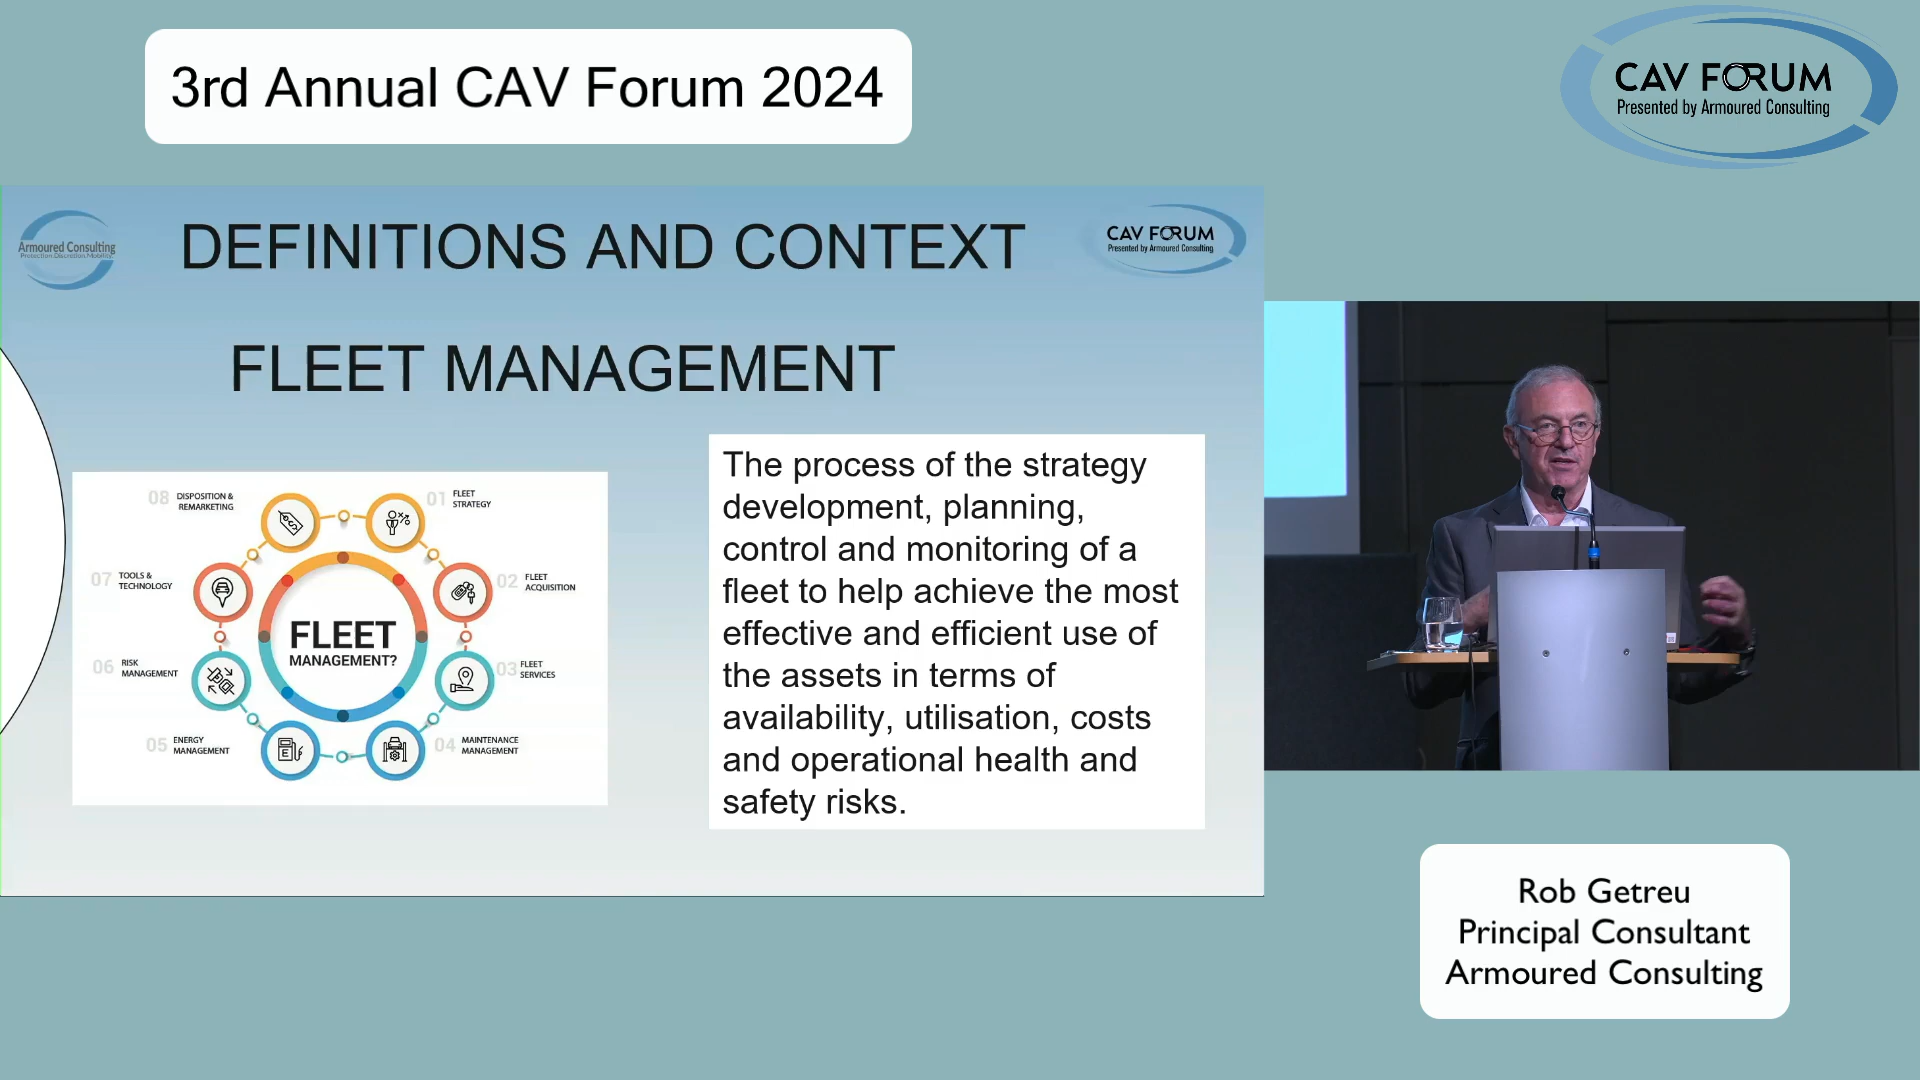 3rd Annual CAV Forum 2024
CAV FORUM
Presented by Armoured Consulting
Armoured Consulting
Protection.Discretion.Mobility
DEFINITIONS AND CONTEXT
CAV FORUM
Presented by Armoured Consulting
FLEET MANAGEMENT
08 DISPOSITION &
REMARKETING
01 FLEET
STRATEGY
07 TOOLS &
TECHNOLOGY
02 FLEET
ACQUISITION
FLEET
MANAGEMENT?
06 RISK
MANAGEMENT
03 FLEET
SERVICES
05 ENERGY
MANAGEMENT
04 MAINTENANCE
MANAGEMENT
The process of the strategy
development, planning,
control and monitoring of a
fleet to help achieve the most
effective and efficient use of
the assets in terms of
availability, utilisation, costs
and operational health and
safety risks.
Rob Getreu
Principal Consultant
Armoured Consulting